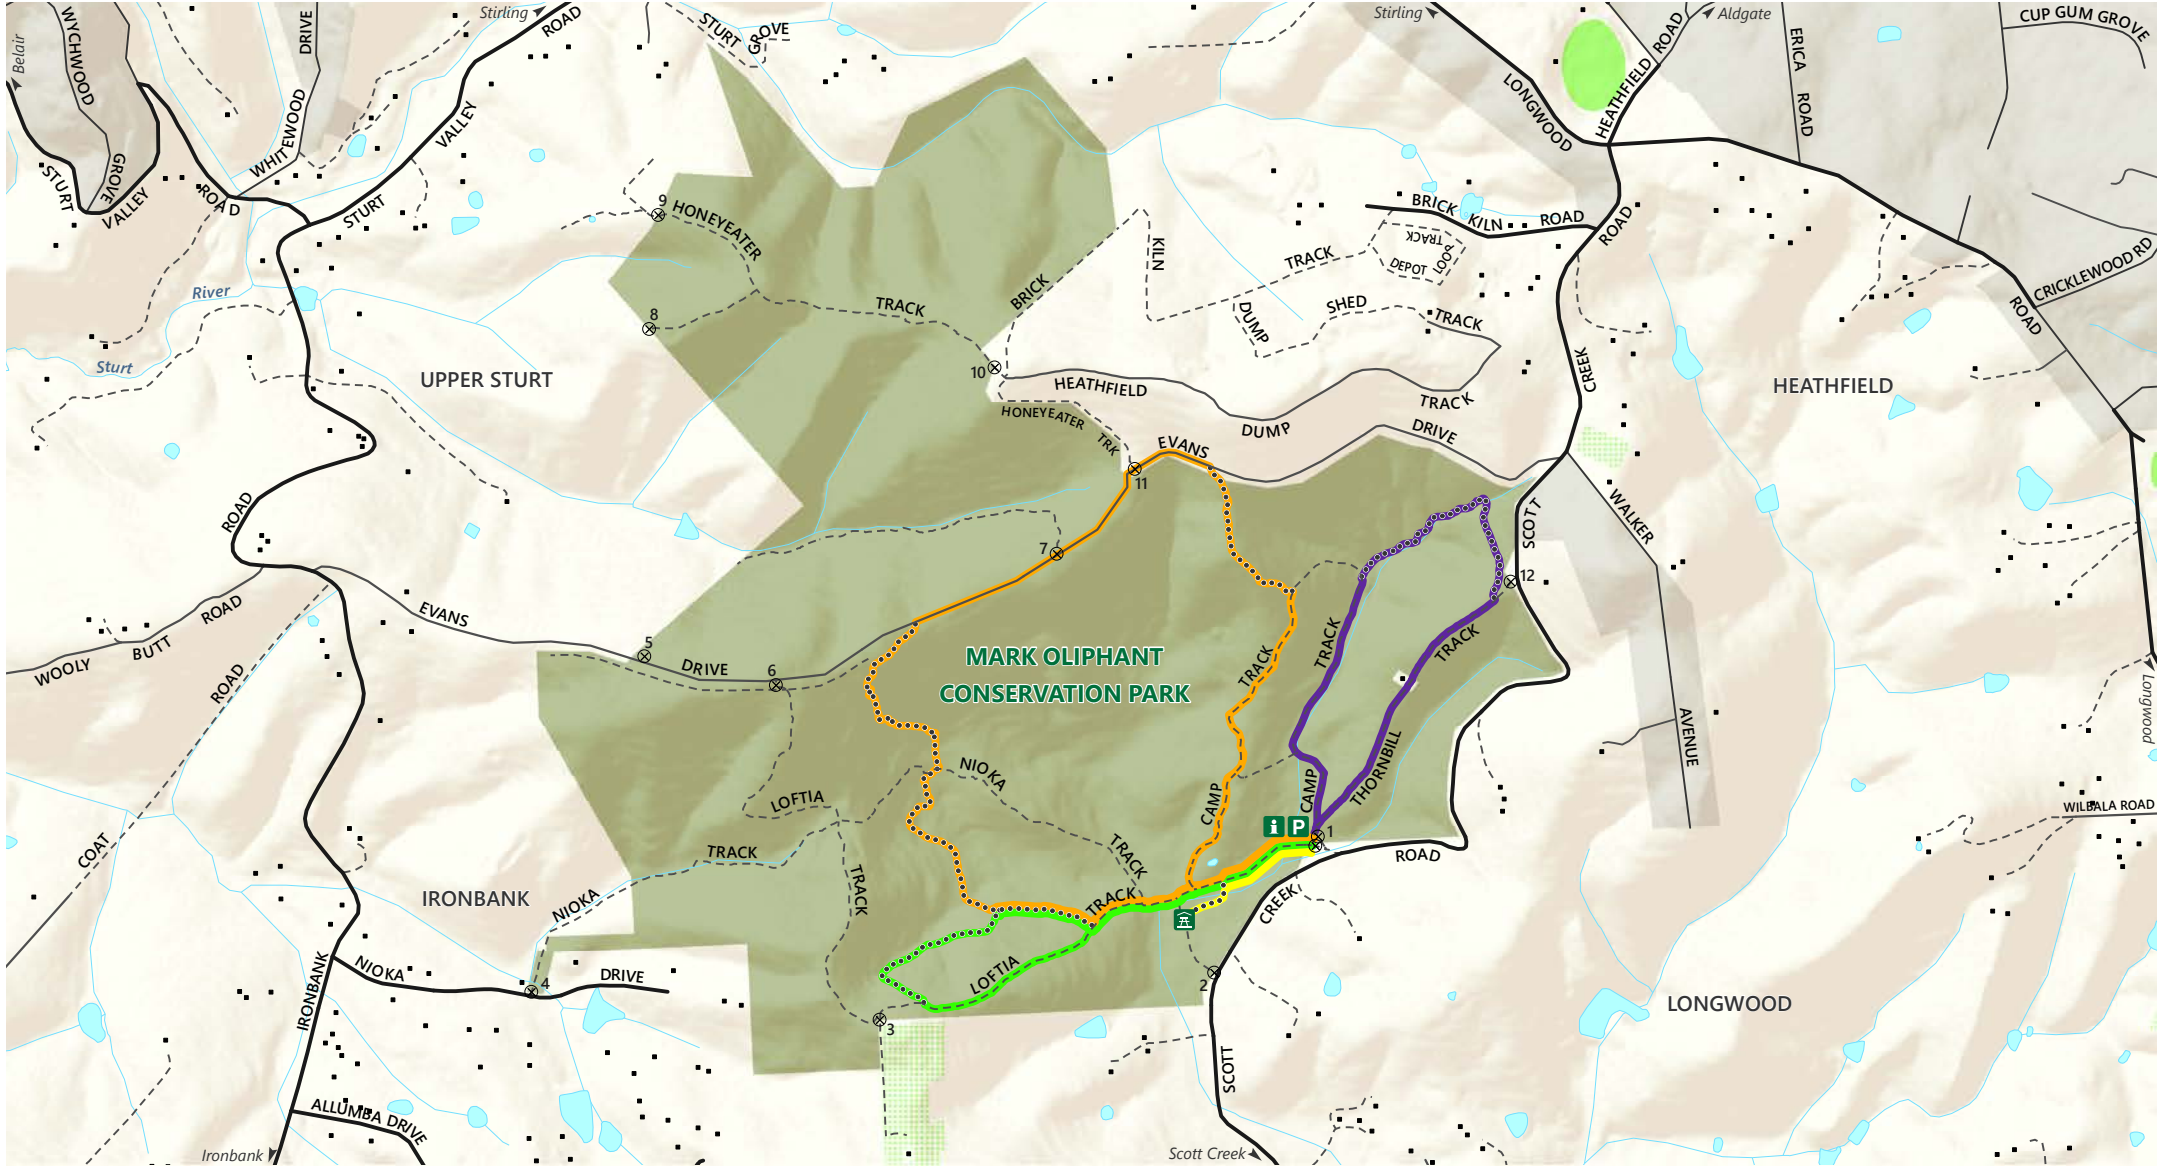 Stirling
ROAD
STURT
GROVE
Stirling
Aldgate
CUP GUM GROVE
Belair
WYCHWOOD
GROVE
DRIVE
WHITEWOOD
VALLEY
ERICA
ROAD
LONGWOOD
HEATHFIELD
ROAD
STURT
VALLEY
ROAD
STURT
9
HONEYEATER
BRICK
KILN
ROAD
ROAD
TRACK
LOOP
DEPOT
KILN
TRACK
CRICKLEWOOD RD
River
8
TRACK
BRICK
DUMP
SHED
TRACK
ROAD
Sturt
UPPER STURT
10
HEATHFIELD
DUMP
TRACK
CREEK
HEATHFIELD
HONEYEATER
TRK
EVANS
DRIVE
11
ROAD
7
SCOTT
WALKER
12
EVANS
WOOLY
BUTT
ROAD
5
DRIVE
6
MARK OLIPHANT
CONSERVATION PARK
TRACK
TRACK
TRACK
ROAD
Longwood
AVENUE
NIOKA
LOFTIA
CAMP
CAMP
THORNBILL
WILBALA ROAD
i
P
1
COAT
TRACK
TRACK
ROAD
IRONBANK
NIOKA
TRACK
TRACK
CREEK
NIOKA
DRIVE
4
LOFTIA
2
IRONBANK
3
LONGWOOD
SCOTT
ALLUMBA DRIVE
Ironbank
Scott Creek